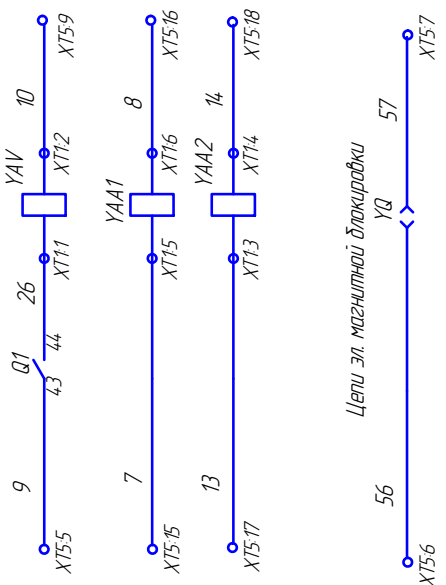 9
Q1
26
YAV
10
XT5:5
43
44
XT1:1
XT1:2
XT5:9
7
YAA1
8
XT5:15
XT1:5
XT1:6
XT5:16
13
YAA2
14
XT5:17
XT1:3
XT1:4
XT5:18
Цепи эл. магнитной блокировки
56
YQ
57
XT5:6
XT5:7